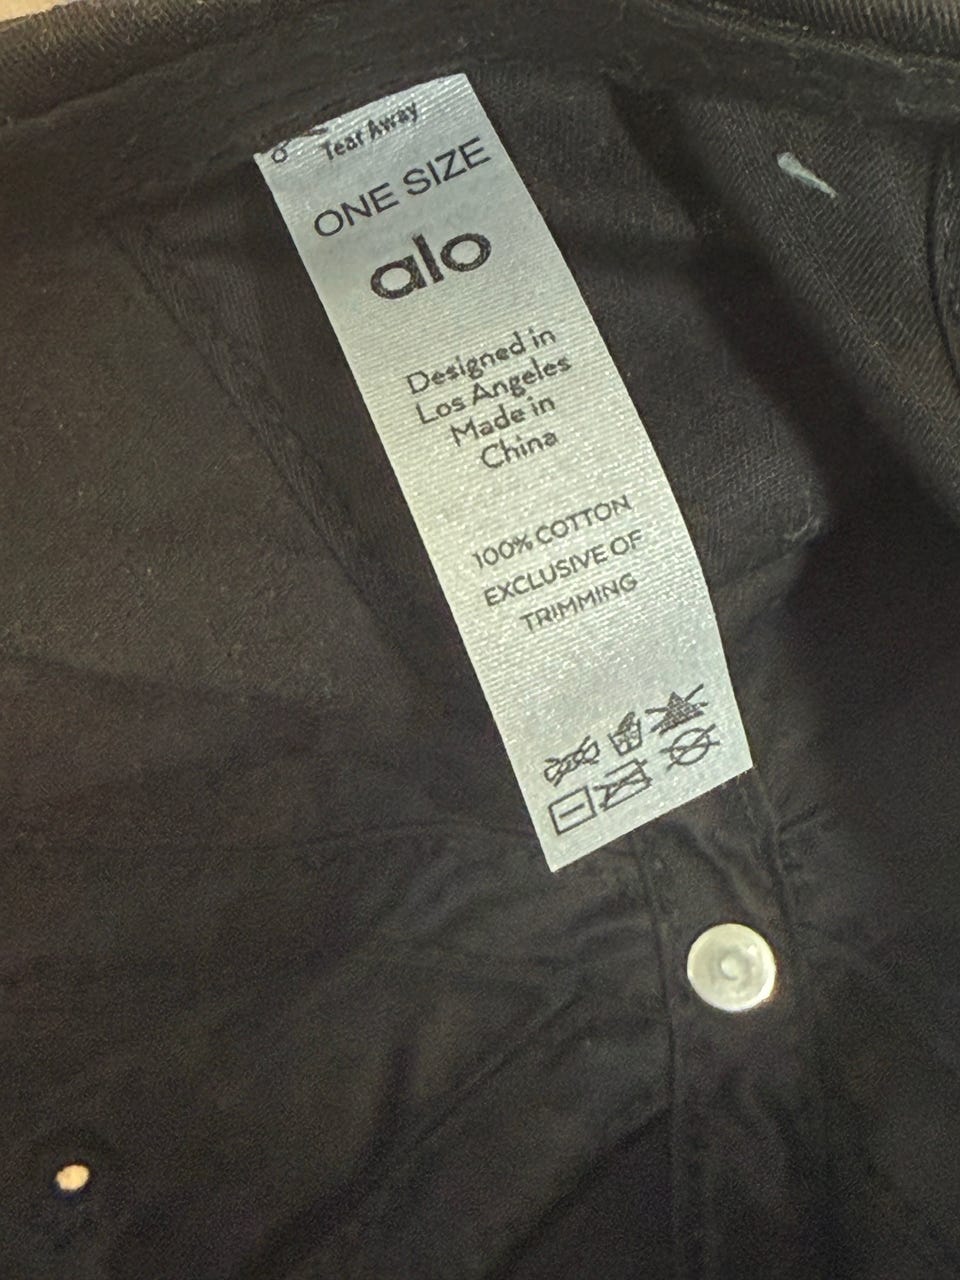 Tear Away
ONE SIZE
alo
Designed in
Los Angeles
Made in
China
100% COTTON
EXCLUSIVE OF
TRIMMING